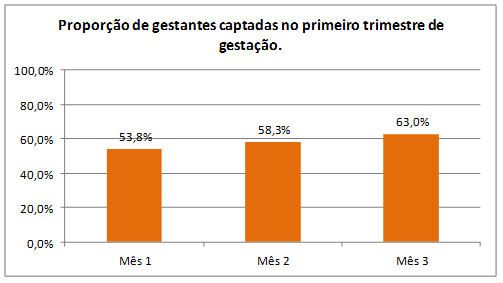 Proporção de gestantes captadas no primeiro trimestre de
gestação.
100,0%
80,0%
60,0%
40,0%
20,0%
0,0%
53,8%
58,3%
63,0%
Mês 1
Mês 2
Mês 3